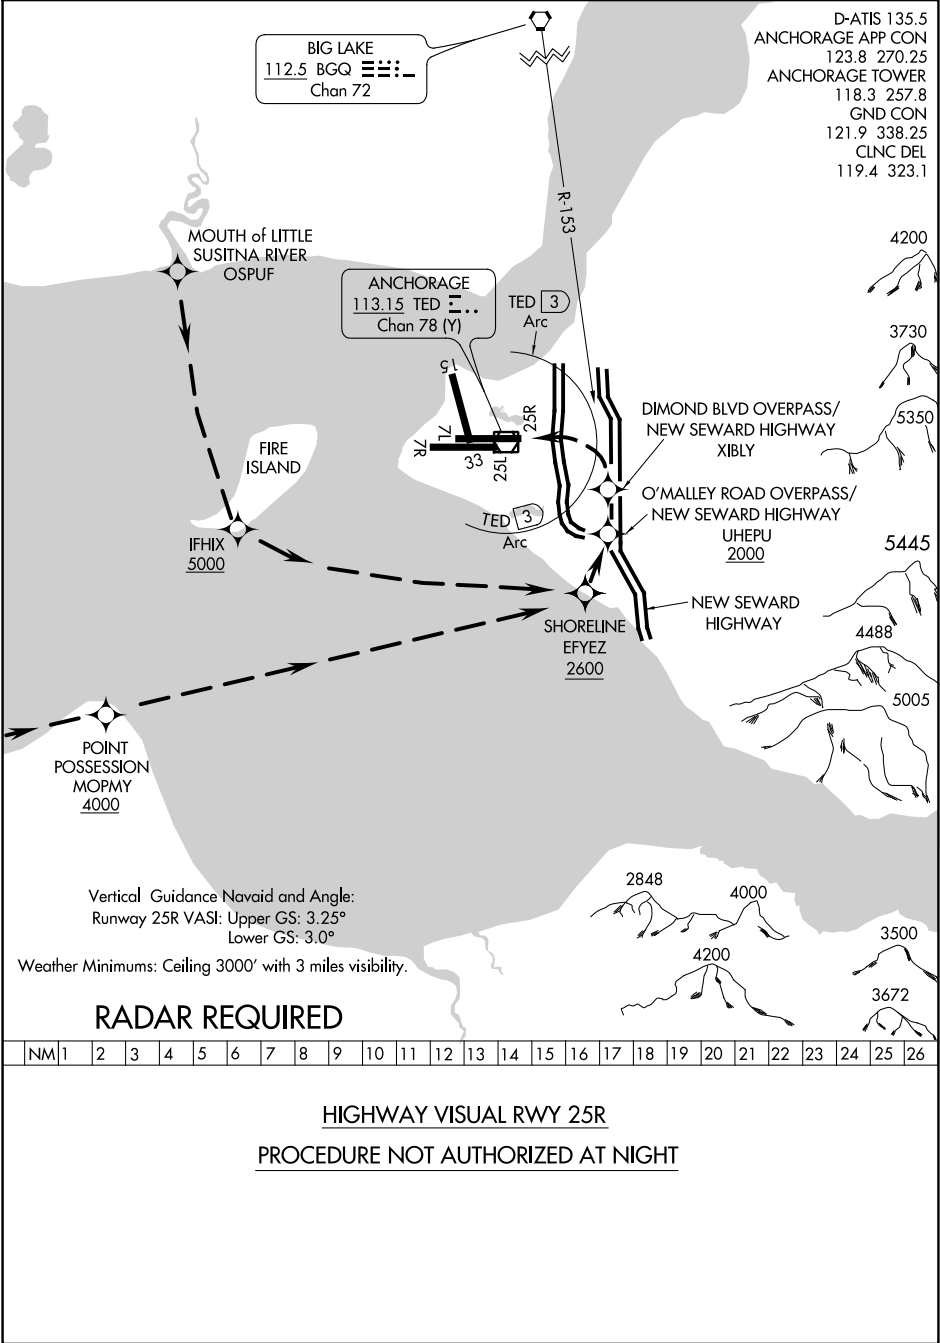 D-ATIS 135.5
ANCHORAGE APP CON
123.8 270.25
ANCHORAGE TOWER
118.3 257.8
GND CON
121.9 338.25
CLNC DEL
119.4 323.1
BIG LAKE
112.5 BGQ
Chan 72
R-153
MOUTH of LITTLE
SUSITNA RIVER
OSPUF
ANCHORAGE
113.15 TED
Chan 78 (Y)
TED 3
Arc
4200
3730
5350
15
7L
7R
33
25L
25R
DIMOND BLVD OVERPASS/
NEW SEWARD HIGHWAY
XIBLY
FIRE
ISLAND
O'MALLEY ROAD OVERPASS/
NEW SEWARD HIGHWAY
UHEPU
2000
TED 3
Arc
IFHIX
5000
5445
NEW SEWARD
HIGHWAY
SHORELINE
EFYEZ
2600
4488
5005
POINT
POSSESSION
MOPMY
4000
Vertical Guidance Navaid and Angle:
Runway 25R VASI: Upper GS: 3.25°
Lower GS: 3.0°
Weather Minimums: Ceiling 3000' with 3 miles visibility.
2848
4000
4200
3500
3672
RADAR REQUIRED
NM 1 2 3 4 5 6 7 8 9 10 11 12 13 14 15 16 17 18 19 20 21 22 23 24 25 26
HIGHWAY VISUAL RWY 25R
PROCEDURE NOT AUTHORIZED AT NIGHT